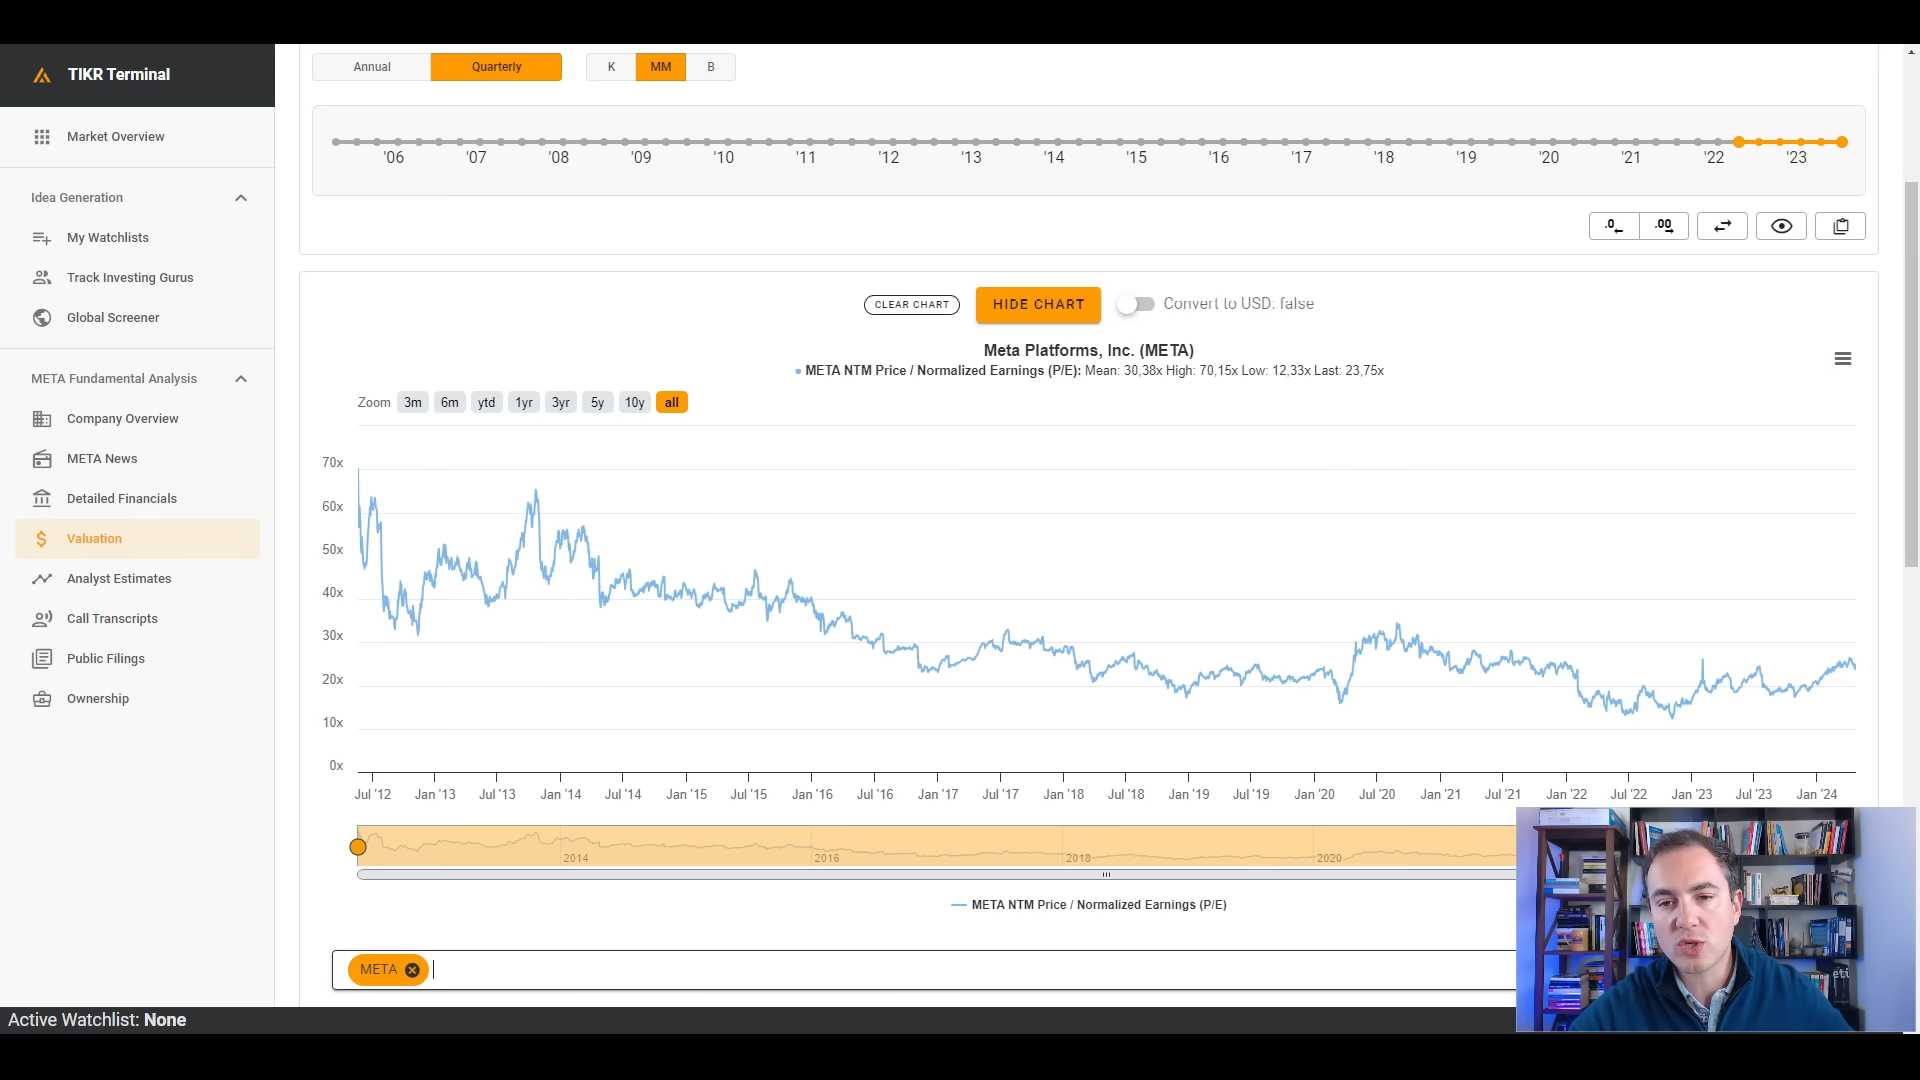 TIKR Terminal
Market Overview
Idea Generation
My Watchlists
Track Investing Gurus
Global Screener
META Fundamental Analysis
Company Overview
META News
Detailed Financials
$ Valuation
Analyst Estimates
Call Transcripts
Public Filings
Ownership
Annual Quarterly K MM B
'06 '07 '08 '09 '10 '11 '12 '13 '14 '15 '16 '17 '18 '19 '20 '21 '22 '23
.0 .00
CLEAR CHART HIDE CHART Convert to USD: false
Meta Platforms, Inc. (META)
META NTM Price / Normalized Earnings (P/E): Mean: 30,38x High: 70,15x Low: 12,33x Last: 23,75x
Zoom 3m 6m ytd 1yr 3yr 5y 10y all
70x
60x
50x
40x
30x
20x
10x
0x
Jul '12 Jan '13 Jul '13 Jan '14 Jul '14 Jan '15 Jul '15 Jan '16 Jul '16 Jan '17 Jul '17 Jan '18 Jul '18 Jan '19 Jul '19 Jan '20 Jul '20 Jan '21 Jul '21 Jan '22 Jul '22 Jan '23 Jul '23 Jan '24
2014 2016 2018 2020
META NTM Price / Normalized Earnings (P/E)
META
Active Watchlist: None